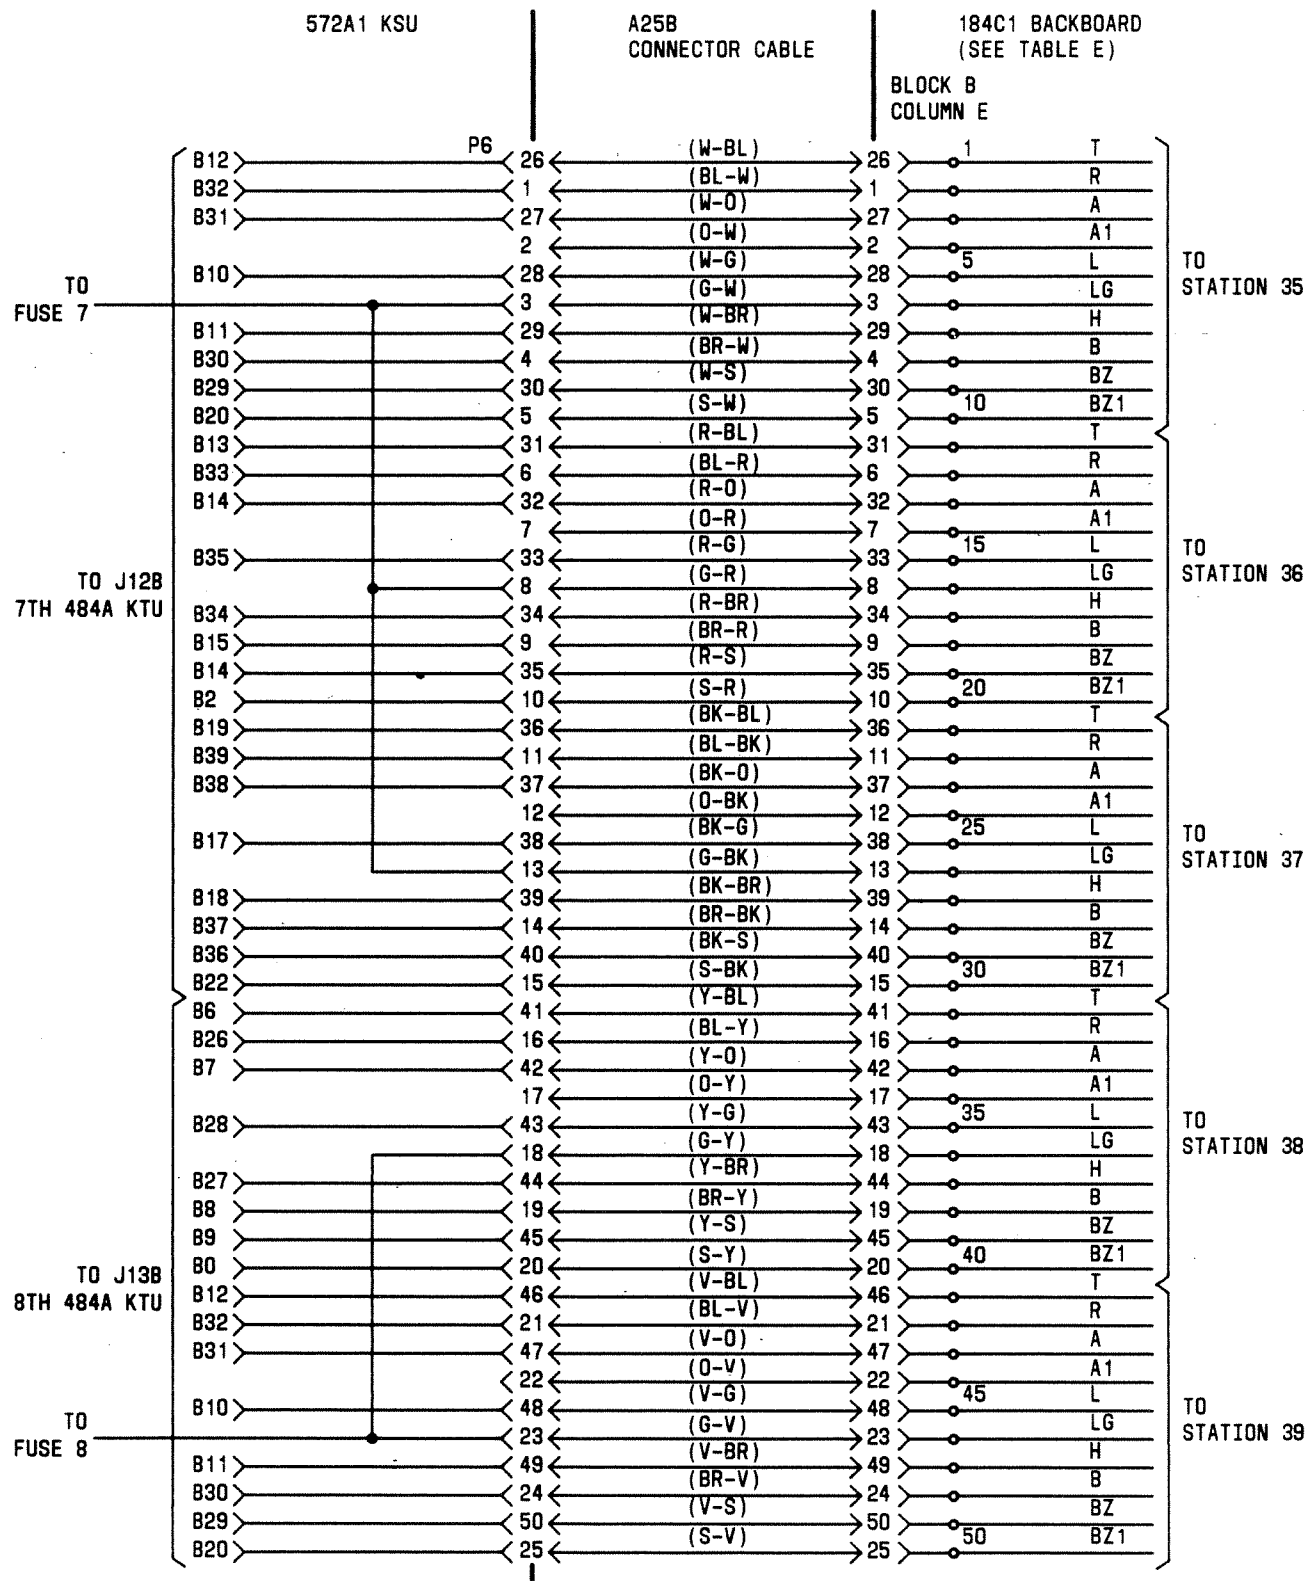 572A1 KSU A25B 184C1 BACKBOARD
CONNECTOR CABLE (SEE TABLE E)
BLOCK B
COLUMN E
P6
B12 26 (W-BL) 26 1 T
B32 1 (BL-W) 1 R
B31 27 (W-O) 27 A
2 (O-W) 2 A1
B10 28 (W-G) 28 5 L
TO FUSE 7 3 (G-W) 3 LG
TO STATION 35
B11 29 (W-BR) 29 H
B30 4 (BR-W) 4 B
B29 30 (W-S) 30 BZ
B20 5 (S-W) 5 10 BZ1
B13 31 (R-BL) 31 T
B33 6 (BL-R) 6 R
B14 32 (R-O) 32 A
7 (O-R) 7 A1
B35 33 (R-G) 33 15 L
TO J12B 8 (G-R) 8 LG
7TH 484A KTU
TO STATION 36
B34 34 (R-BR) 34 H
B15 9 (BR-R) 9 B
B14 35 (R-S) 35 BZ
B2 10 (S-R) 10 20 BZ1
B19 36 (BK-BL) 36 T
B39 11 (BL-BK) 11 R
B38 37 (BK-O) 37 A
12 (O-BK) 12 A1
B17 38 (BK-G) 38 25 L
13 (G-BK) 13 LG
TO STATION 37
B18 39 (BK-BR) 39 H
B37 14 (BR-BK) 14 B
B36 40 (BK-S) 40 BZ
B22 15 (S-BK) 15 30 BZ1
B6 41 (Y-BL) 41 T
B26 16 (BL-Y) 16 R
B7 42 (Y-O) 42 A
17 (O-Y) 17 A1
B28 43 (Y-G) 43 35 L
18 (G-Y) 18 LG
TO STATION 38
B27 44 (Y-BR) 44 H
B8 19 (BR-Y) 19 B
B9 45 (Y-S) 45 BZ
B0 20 (S-Y) 20 40 BZ1
TO J13B
8TH 484A KTU
B12 46 (V-BL) 46 T
B32 21 (BL-V) 21 R
B31 47 (V-O) 47 A
22 (O-V) 22 A1
B10 48 (V-G) 48 45 L
TO FUSE 8 23 (G-V) 23 LG
TO STATION 39
B11 49 (V-BR) 49 H
B30 24 (BR-V) 24 B
B29 50 (V-S) 50 BZ
B20 25 (S-V) 25 50 BZ1